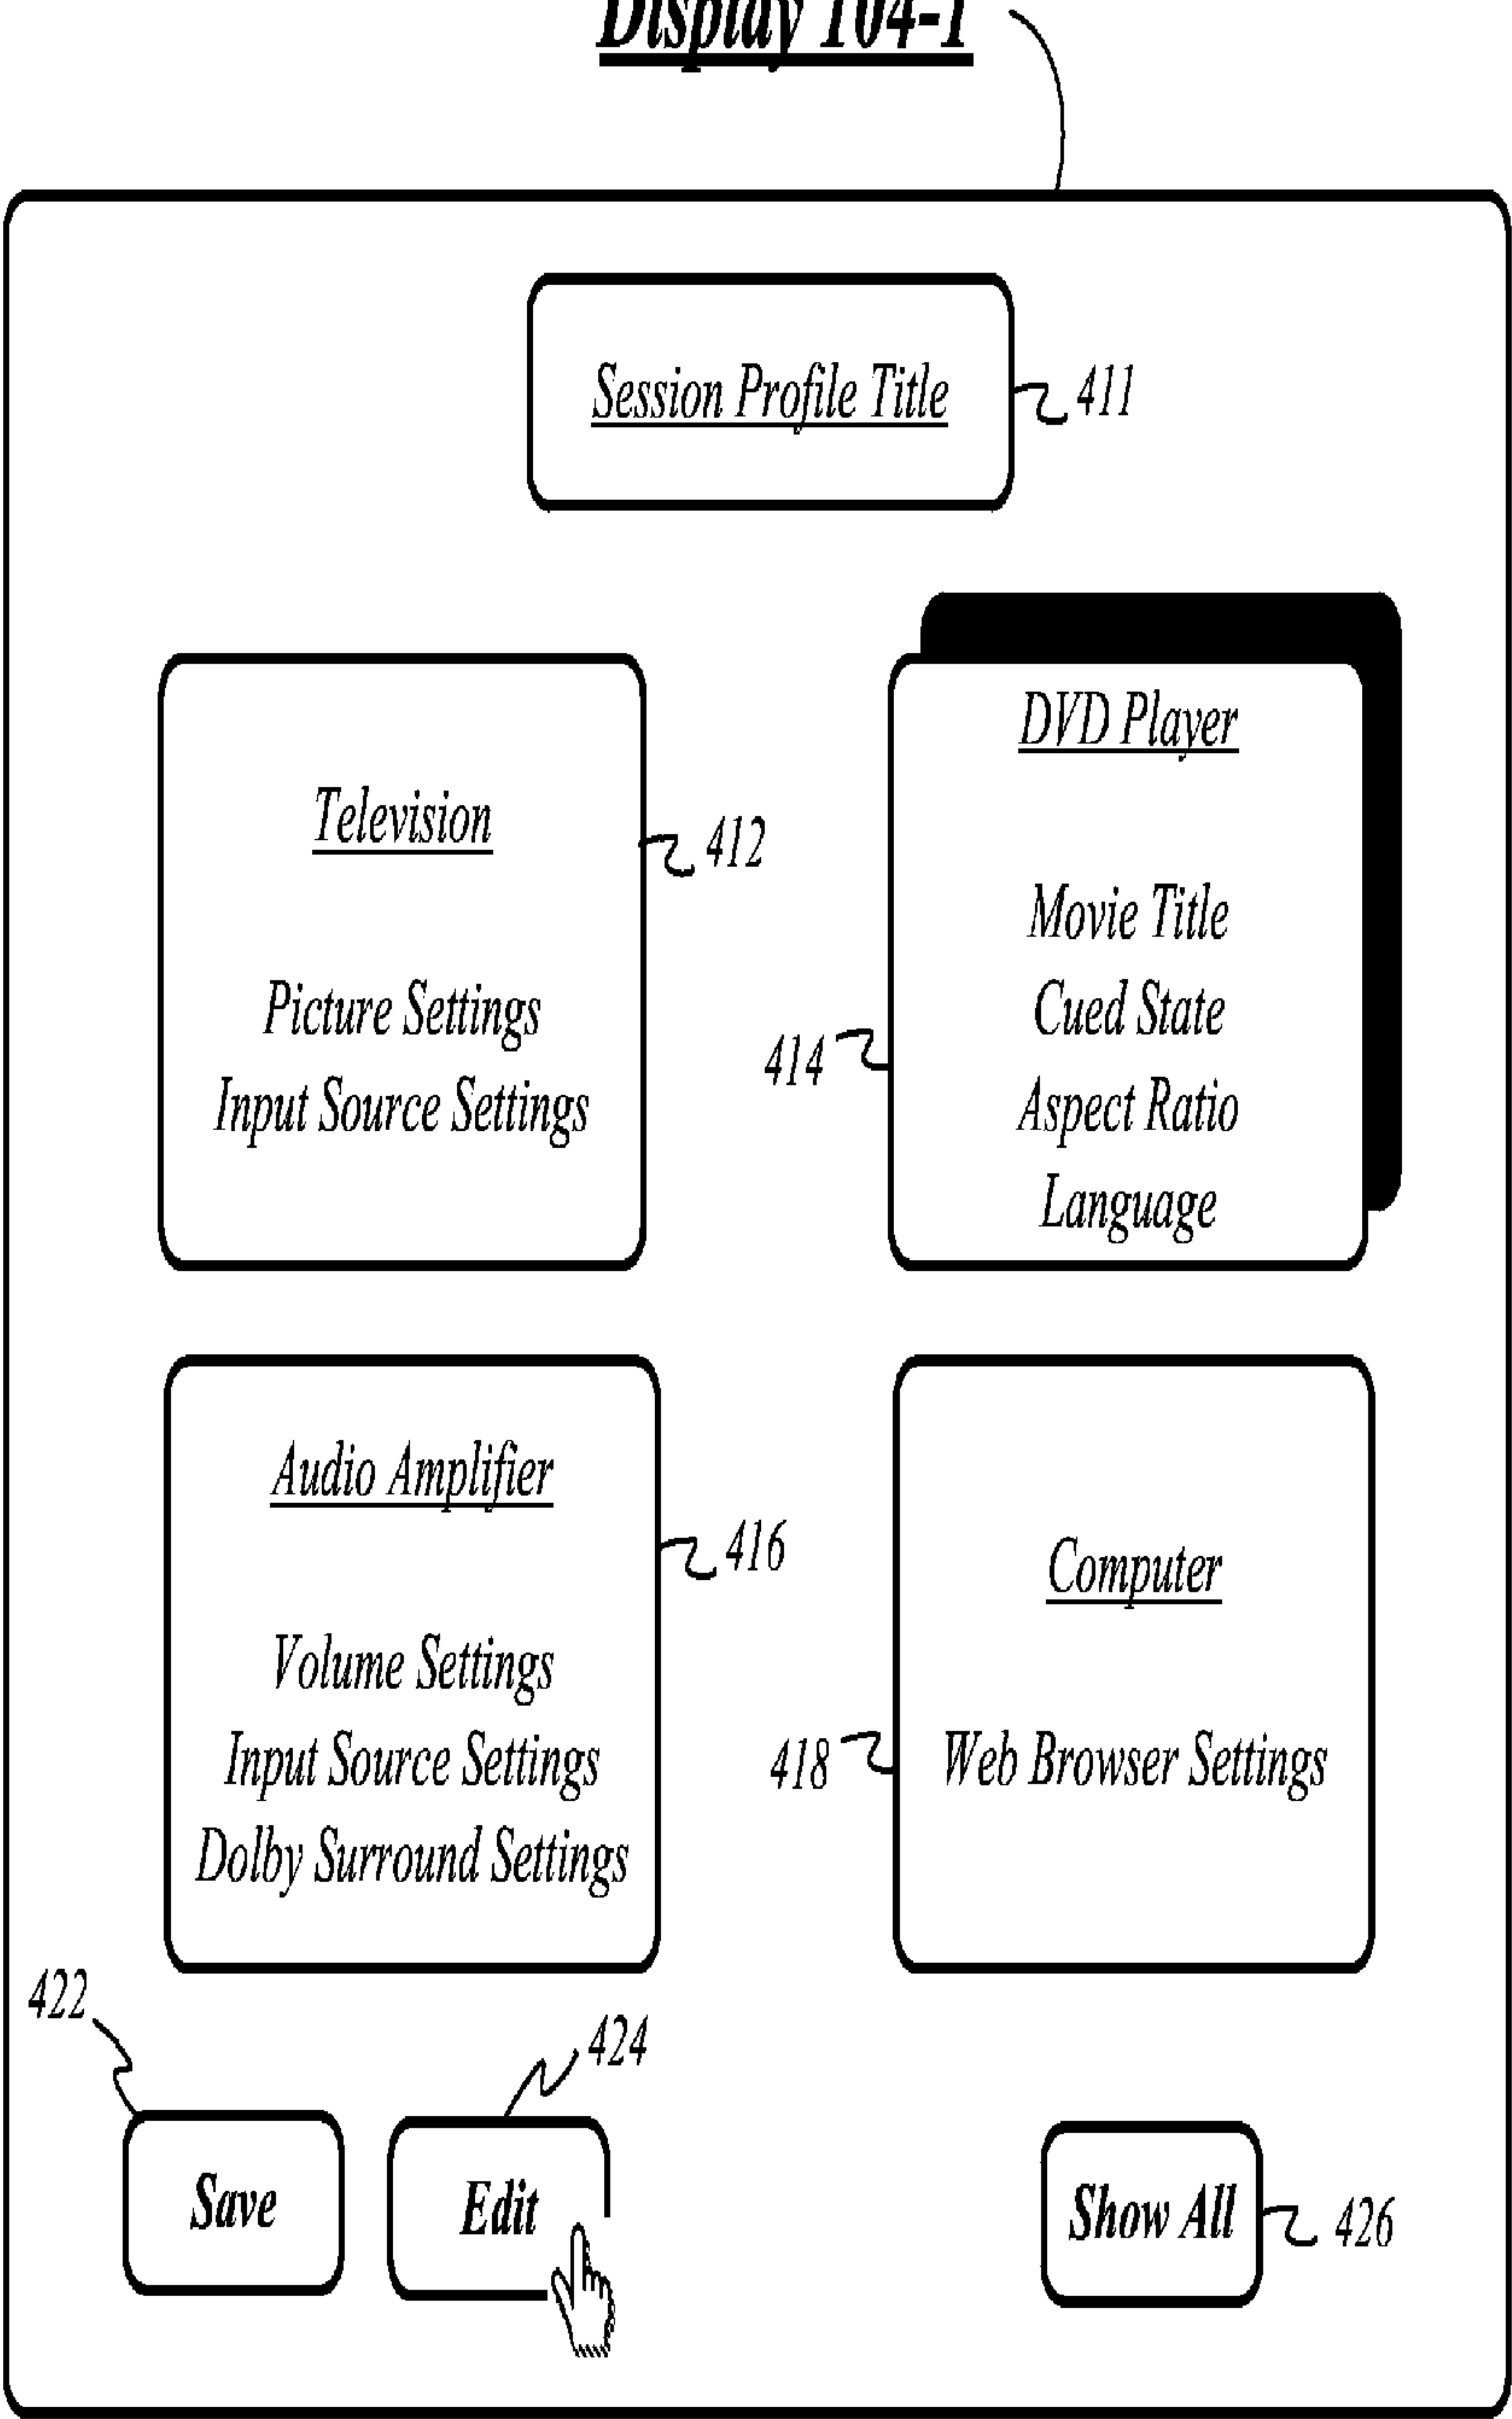 Display 104-1
Session Profile Title
411
Television
Picture Settings
Input Source Settings
412
DVD Player
Movie Title
Cued State
Aspect Ratio
Language
414
Audio Amplifier
Volume Settings
Input Source Settings
Dolby Surround Settings
416
Computer
Web Browser Settings
418
422
Save
424
Edit
Show All
426